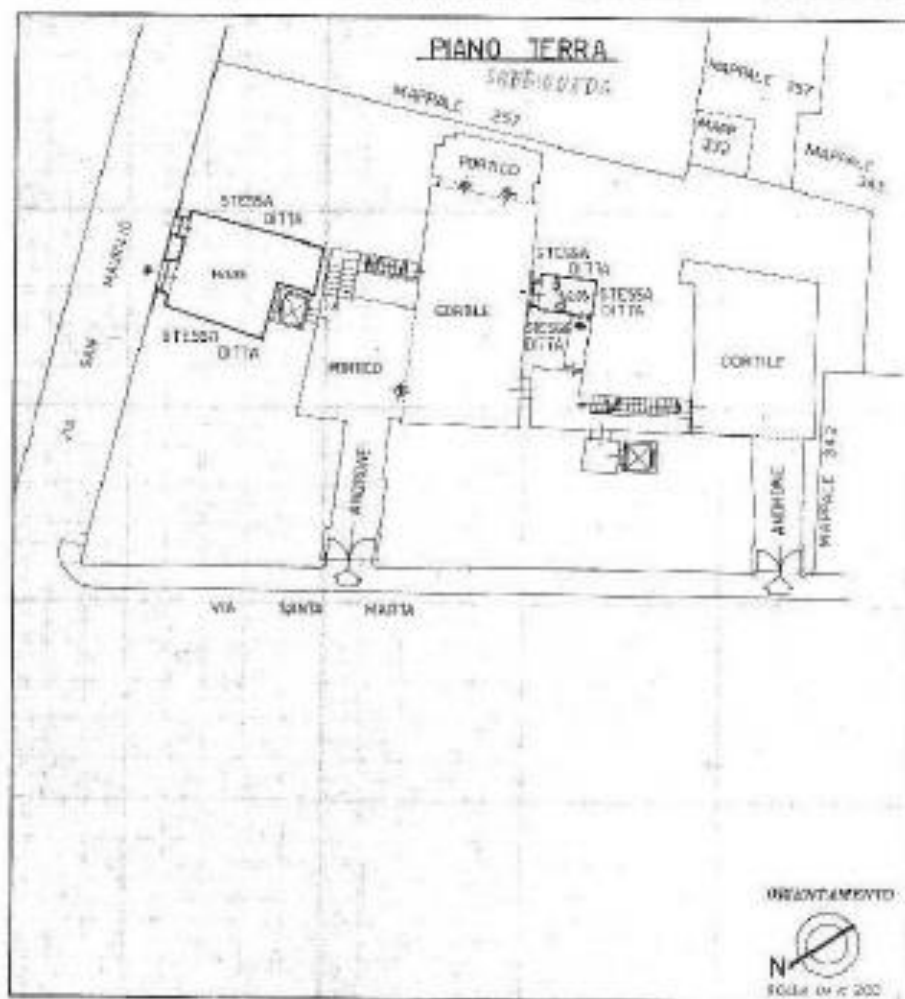 PIANO TERRA
MAPPALE 257
MAPPALE 257
MAPP
332
MAPPALE
PORTICO
STESSA
DITTA
VIA SAN MAURILIO
STESSA
DITTA
STESSA
DITTA
STESSA
DITTA
STESSA
DITTA
CORTILE
CORTILE
PORTICO
ANDRONE
ANDRONE
MAPPALE 342
VIA SANTA MARTA
ORIENTAMENTO
N